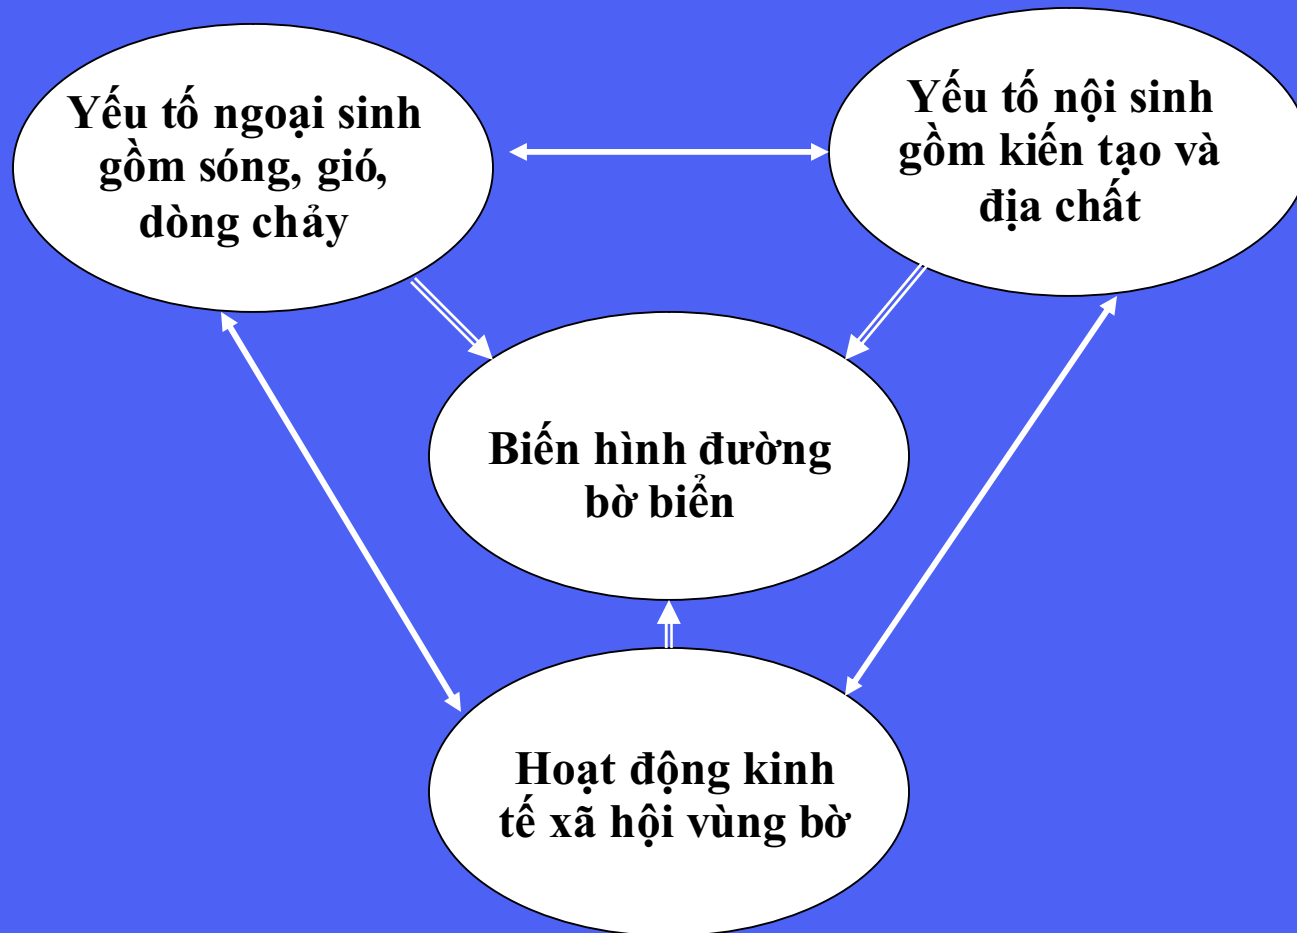 Yếu tố ngoại sinh
gồm sóng, gió,
dòng chảy
Yếu tố nội sinh
gồm kiến tạo và
địa chất
Biến hình đường
bờ biển
Hoạt động kinh
tế xã hội vùng bờ